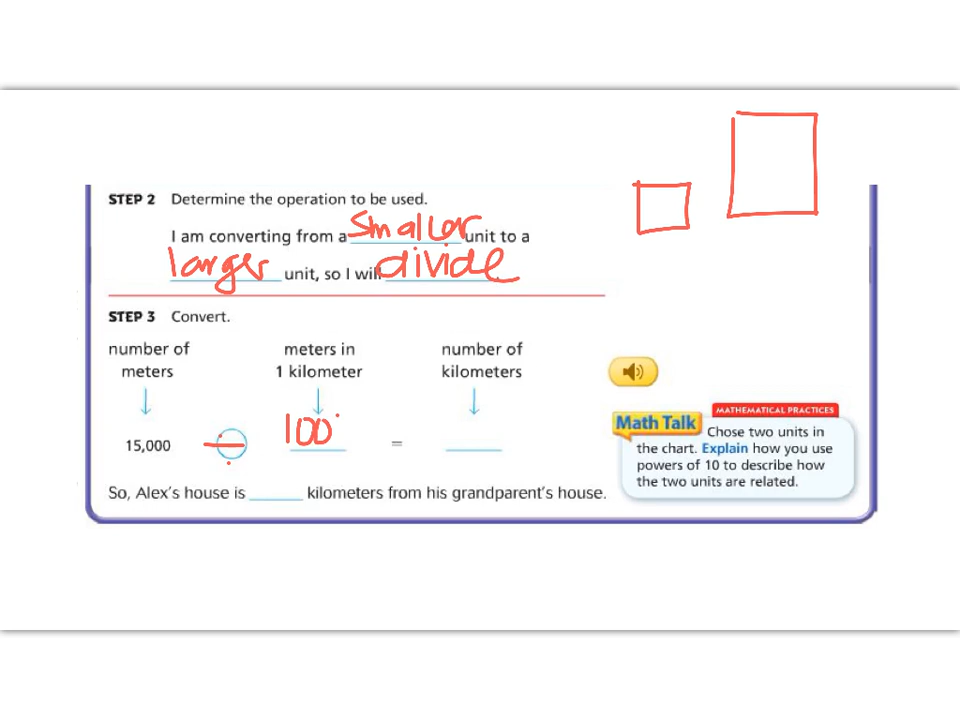 STEP 2 Determine the operation to be used.
I am converting from a smaller unit to a
larger unit, so I will divide
STEP 3 Convert.
number of meters in number of
meters 1 kilometer kilometers
15,000 ÷ 100 =
So, Alex's house is ______ kilometers from his grandparent's house.
MATHEMATICAL PRACTICES
Math Talk Chose two units in
the chart. Explain how you use
powers of 10 to describe how
the two units are related.